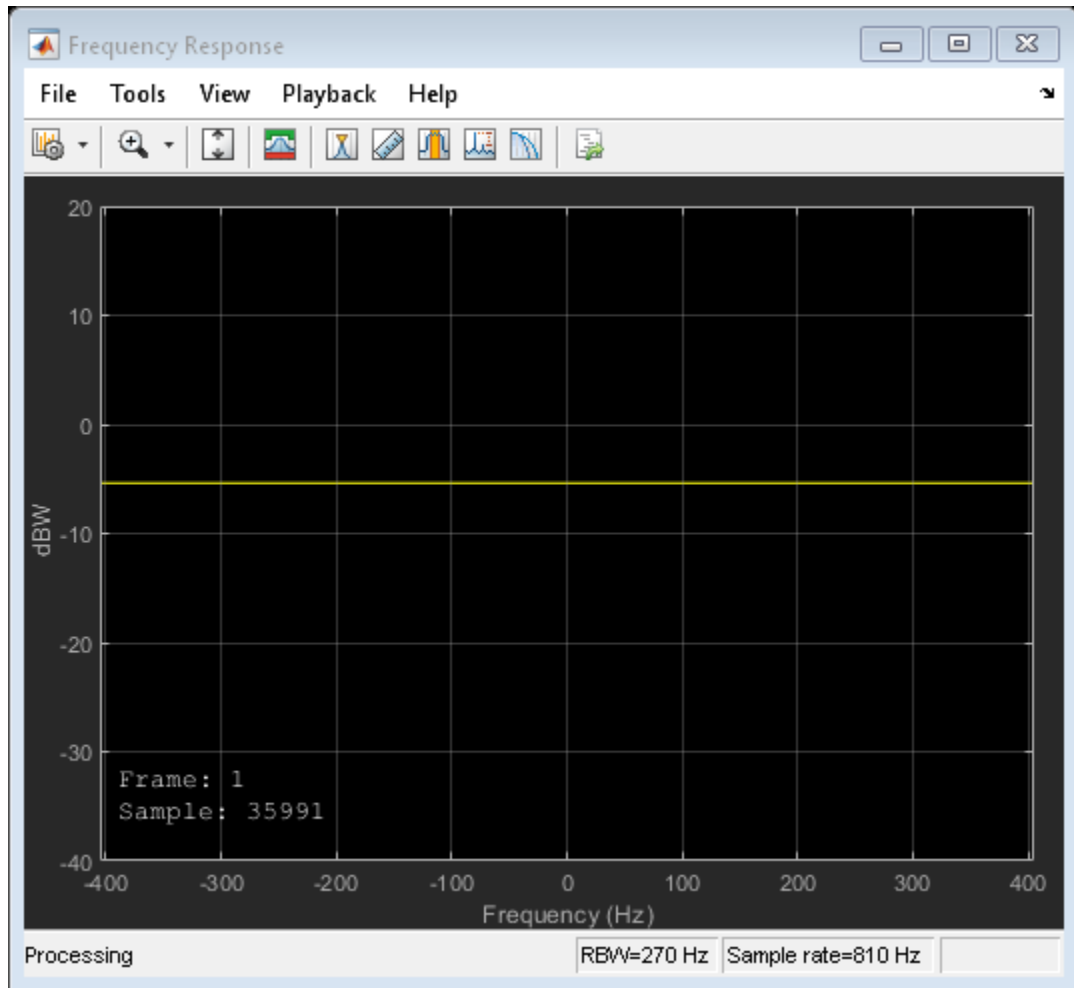 Frequency Response
File Tools View Playback Help
20
10
0
-10
-20
-30
-40
dBW
Frame: 1
Sample: 35991
-400 -300 -200 -100 0 100 200 300 400
Frequency (Hz)
Processing RBW=270 Hz Sample rate=810 Hz